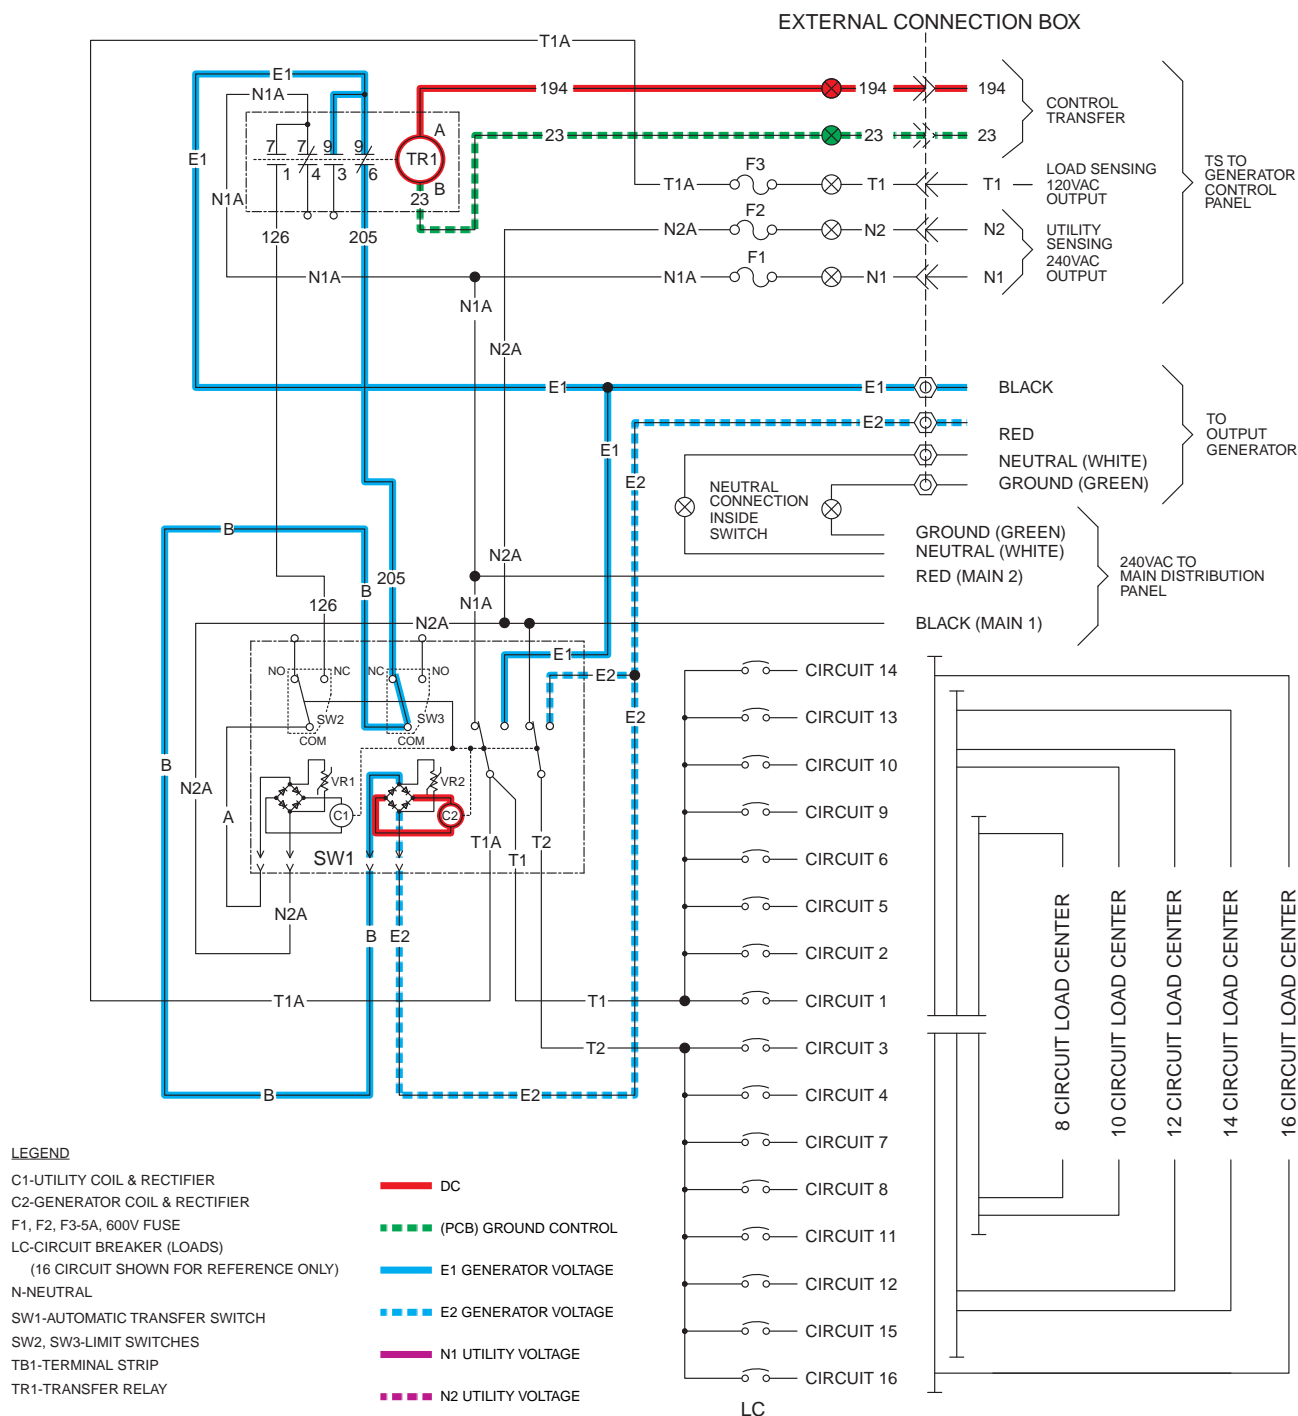 EXTERNAL CONNECTION BOX
T1A
E1
194
194
194
CONTROL
TRANSFER
N1A
A
23
23
23
7
7
9
9
TR1
E1
1
4
3
6
B
23
F3
T1A
T1
T1
LOAD SENSING
120VAC
OUTPUT
TS TO
GENERATOR
CONTROL
PANEL
N1A
F2
126
205
N2A
N2
N2
UTILITY
SENSING
240VAC
OUTPUT
F1
N1A
N1A
N1
N1
N1A
N2A
E1
E1
BLACK
E2
RED
TO
OUTPUT
GENERATOR
E1
NEUTRAL (WHITE)
E2
GROUND (GREEN)
NEUTRAL
CONNECTION
INSIDE
SWITCH
B
GROUND (GREEN)
NEUTRAL (WHITE)
N2A
205
B
RED (MAIN 2)
240VAC TO
MAIN DISTRIBUTION
PANEL
126
N1A
N2A
BLACK (MAIN 1)
E1
NO
NC
NC
NO
E2
CIRCUIT 14
SW2
SW3
E2
CIRCUIT 13
COM
COM
B
CIRCUIT 10
N2A
VR1
VR2
A
C1
C2
CIRCUIT 9
T1A
T2
SW1
T1
CIRCUIT 6
N2A
CIRCUIT 5
B
E2
CIRCUIT 2
T1A
T1
CIRCUIT 1
T2
CIRCUIT 3
B
E2
CIRCUIT 4
CIRCUIT 7
CIRCUIT 8
CIRCUIT 11
CIRCUIT 12
CIRCUIT 15
CIRCUIT 16
LC
8 CIRCUIT LOAD CENTER
10 CIRCUIT LOAD CENTER
12 CIRCUIT LOAD CENTER
14 CIRCUIT LOAD CENTER
16 CIRCUIT LOAD CENTER
LEGEND
C1-UTILITY COIL & RECTIFIER
C2-GENERATOR COIL & RECTIFIER
F1, F2, F3-5A, 600V FUSE
LC-CIRCUIT BREAKER (LOADS)
(16 CIRCUIT SHOWN FOR REFERENCE ONLY)
N-NEUTRAL
SW1-AUTOMATIC TRANSFER SWITCH
SW2, SW3-LIMIT SWITCHES
TB1-TERMINAL STRIP
TR1-TRANSFER RELAY
DC
(PCB) GROUND CONTROL
E1 GENERATOR VOLTAGE
E2 GENERATOR VOLTAGE
N1 UTILITY VOLTAGE
N2 UTILITY VOLTAGE